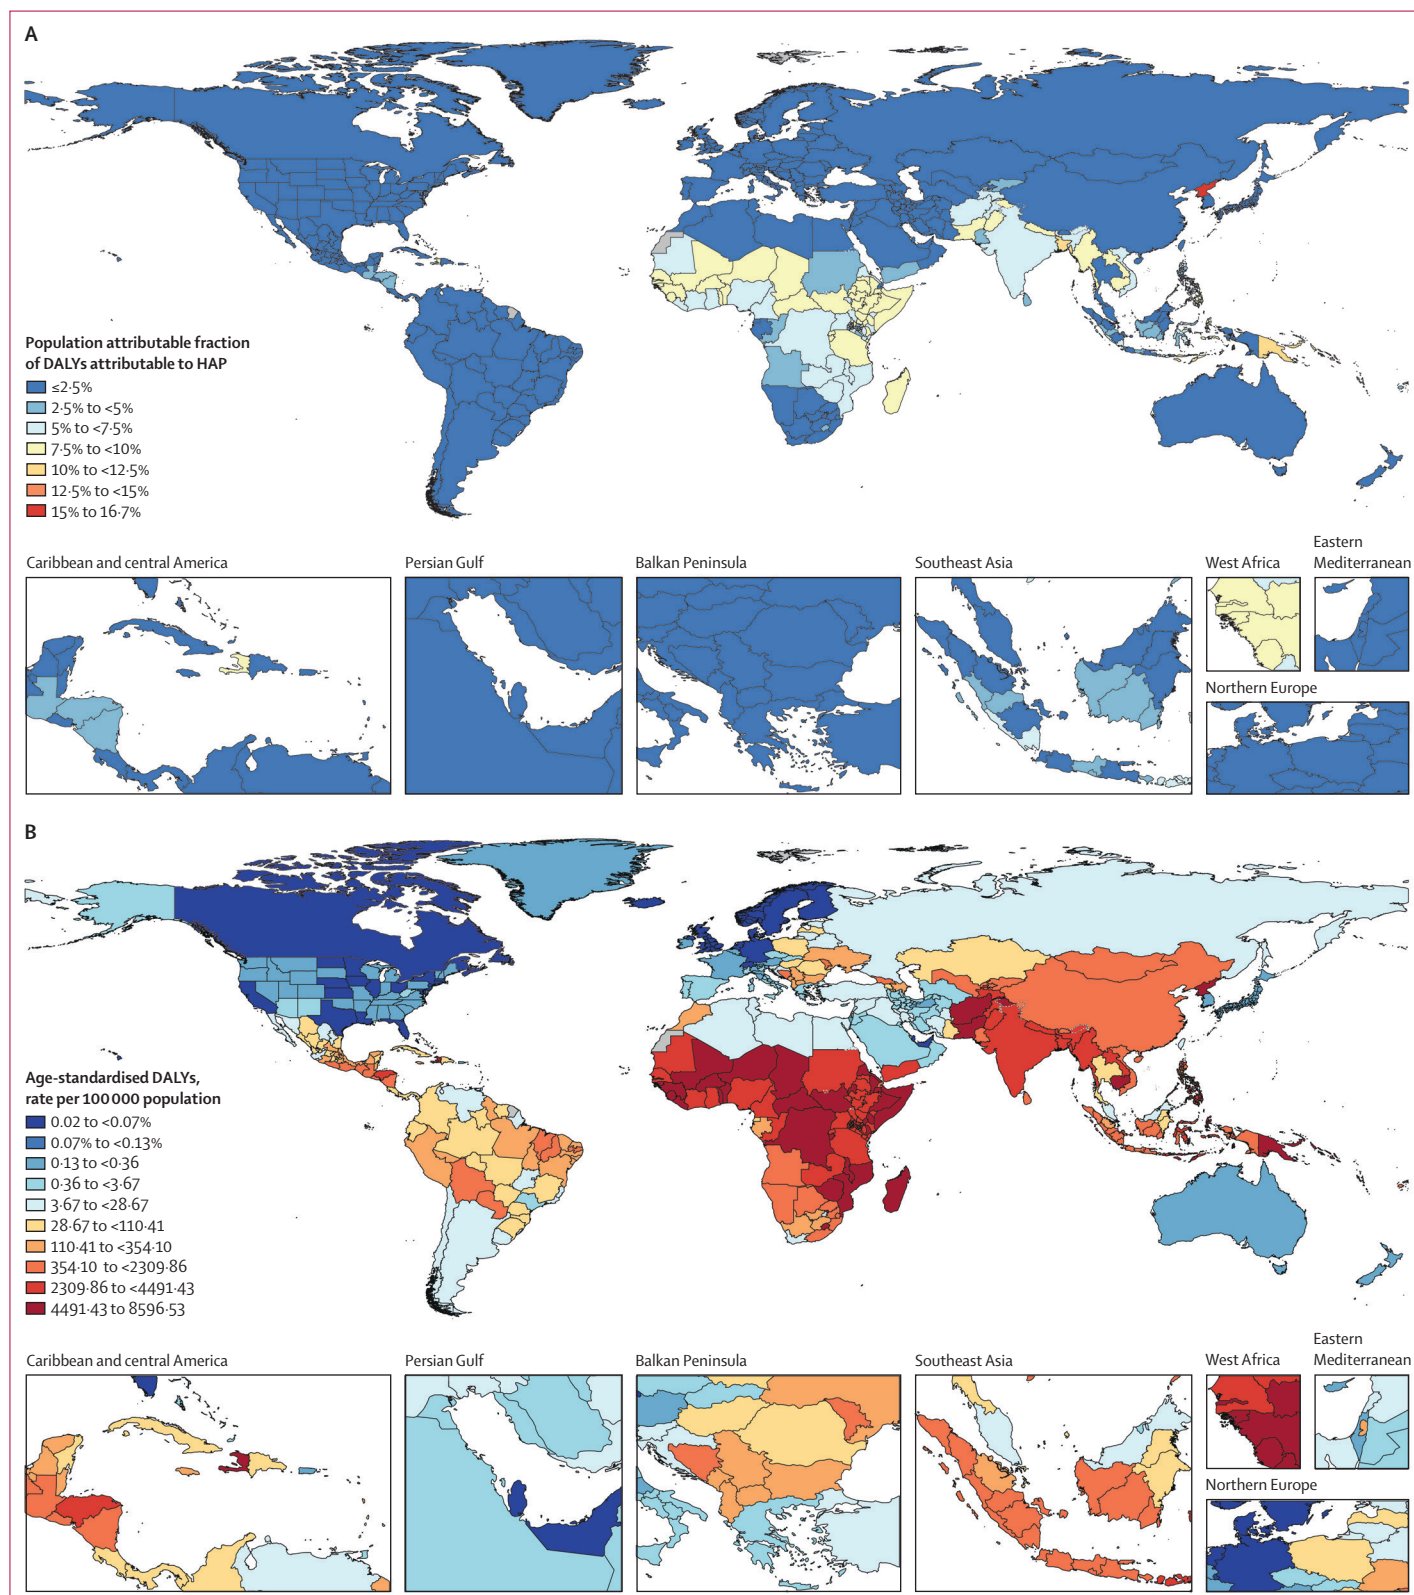 A
Population attributable fraction
of DALYs attributable to HAP
≤2·5%
2·5% to <5%
5% to <7·5%
7·5% to <10%
10% to <12·5%
12·5% to <15%
15% to 16·7%
Caribbean and central America
Persian Gulf
Balkan Peninsula
Southeast Asia
West Africa
Eastern
Mediterranean
Northern Europe
B
Age-standardised DALYs,
rate per 100 000 population
0.02 to <0.07%
0.07% to <0.13%
0·13 to <0·36
0·36 to <3·67
3·67 to <28·67
28·67 to <110·41
110·41 to <354·10
354·10 to <2309·86
2309·86 to <4491·43
4491·43 to 8596·53
Caribbean and central America
Persian Gulf
Balkan Peninsula
Southeast Asia
West Africa
Eastern
Mediterranean
Northern Europe